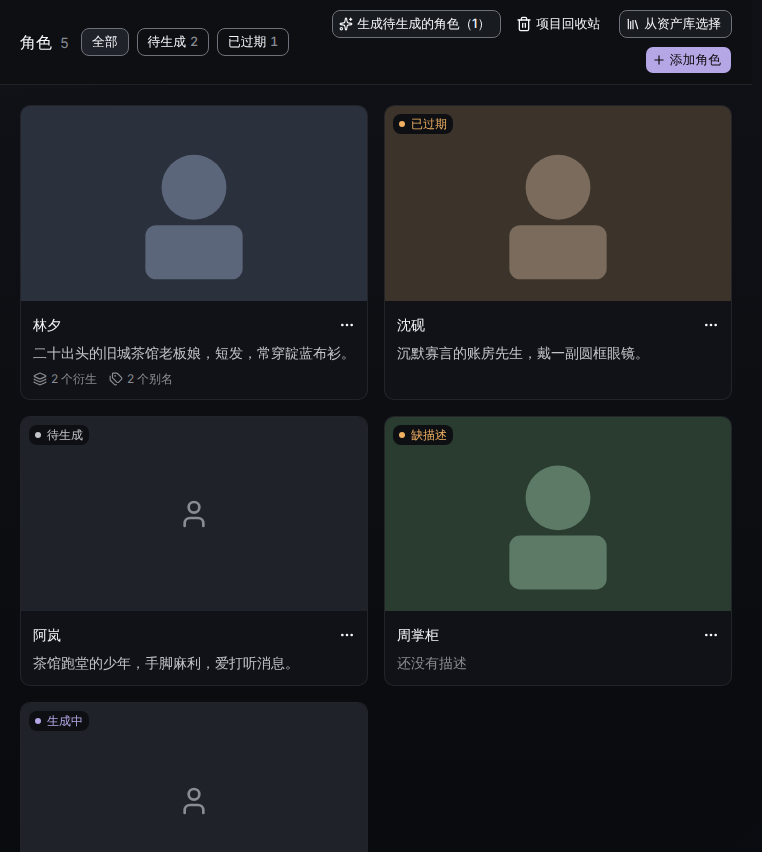 角色 5 全部 待生成 2 已过期 1
生成待生成的角色（1） 项目回收站 从资产库选择
添加角色
已过期
林夕
二十出头的旧城茶馆老板娘，短发，常穿靛蓝布衫。
2 个衍生 2 个别名
沈砚
沉默寡言的账房先生，戴一副圆框眼镜。
待生成
缺描述
阿岚
茶馆跑堂的少年，手脚麻利，爱打听消息。
周掌柜
还没有描述
生成中